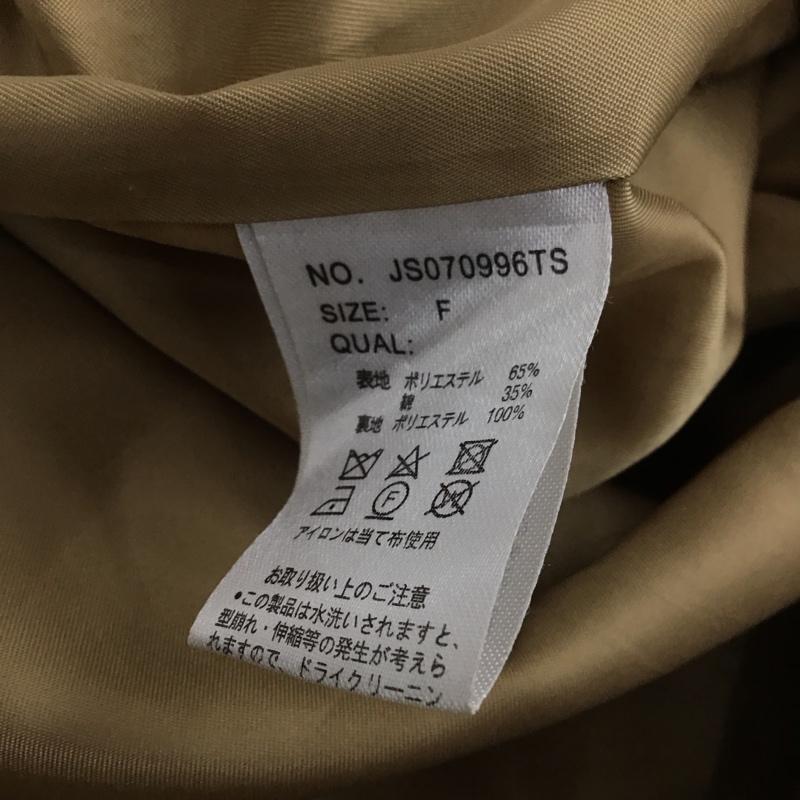 NO. JS070996TS
SIZE: F
QUAL:
表地 ポリエステル 65%
綿 35%
裏地 ポリエステル 100%
F
W
アイロンは当て布使用
お取り扱い上のご注意
•この製品は水洗いされますと、
型崩れ・伸縮等の発生が考えら
れますので、ドライクリーニン